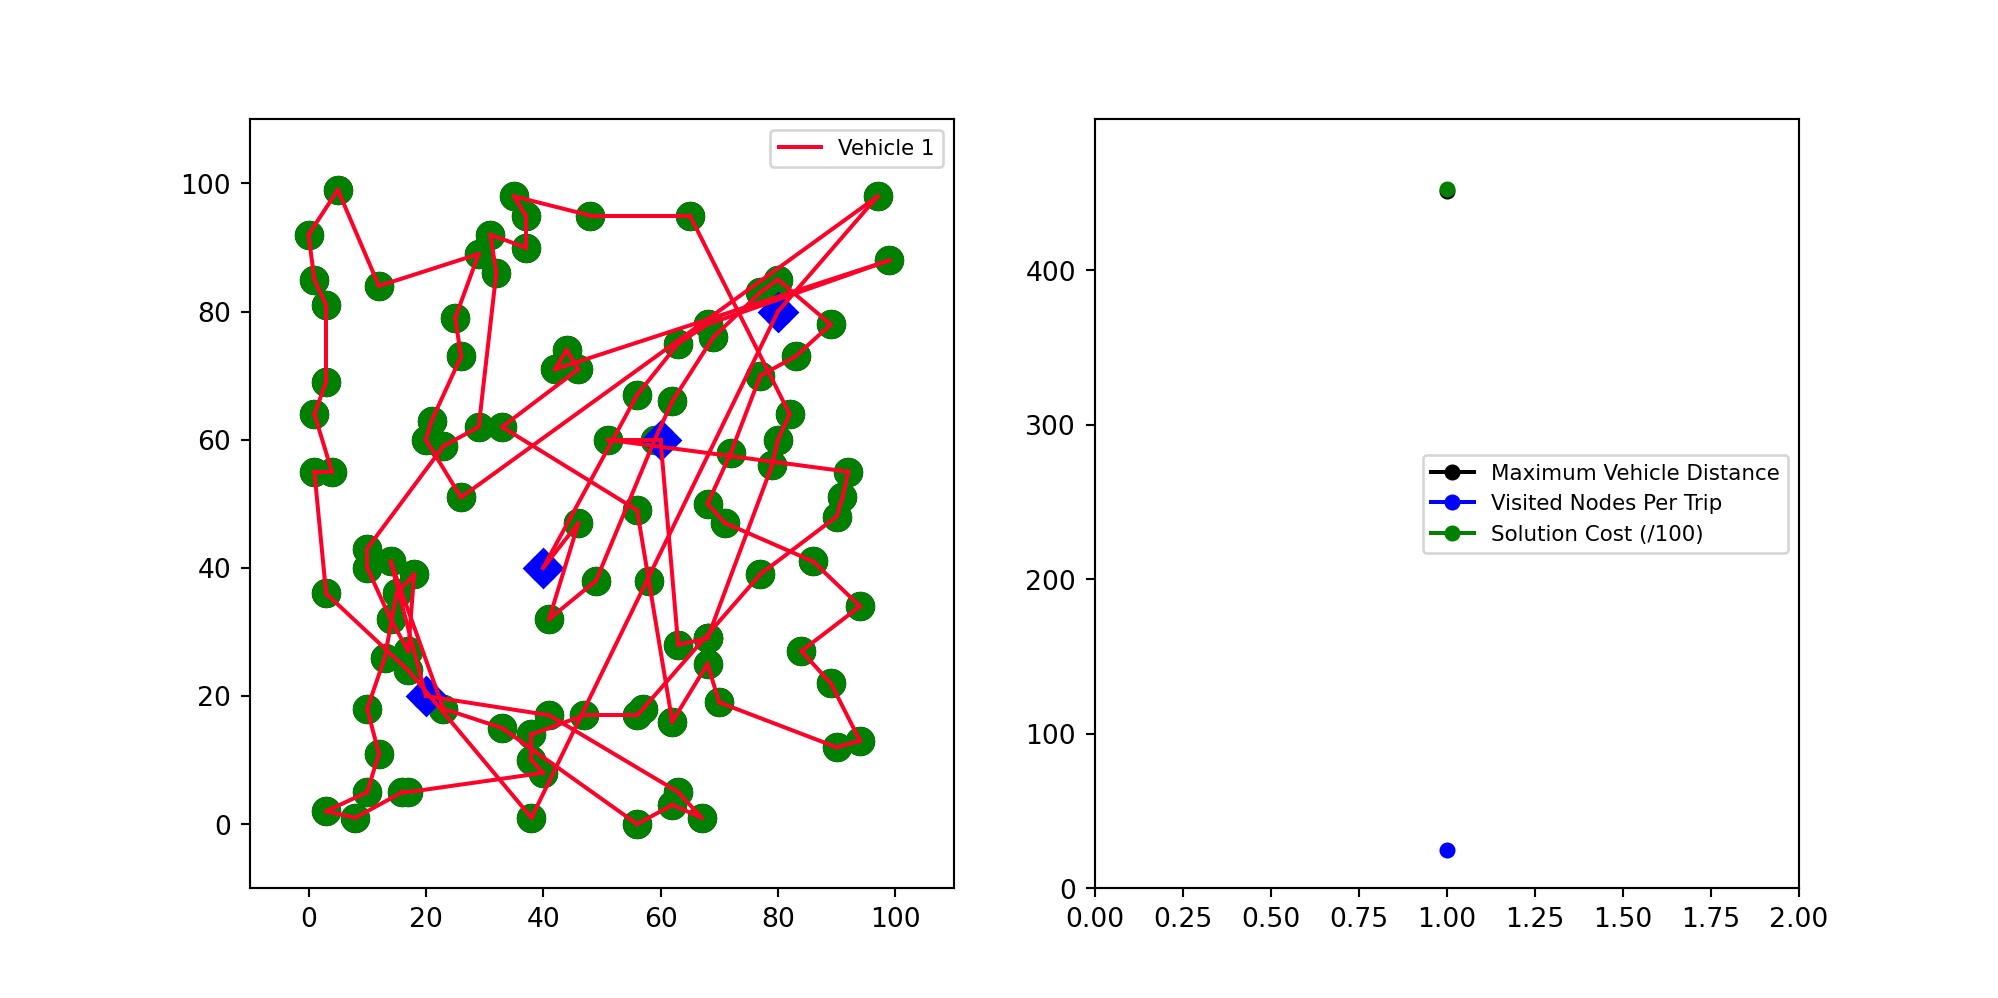 Vehicle 1
100
80
60
40
20
0
0 20 40 60 80 100
400
300
200
100
0
Maximum Vehicle Distance
Visited Nodes Per Trip
Solution Cost (/100)
0.00 0.25 0.50 0.75 1.00 1.25 1.50 1.75 2.00